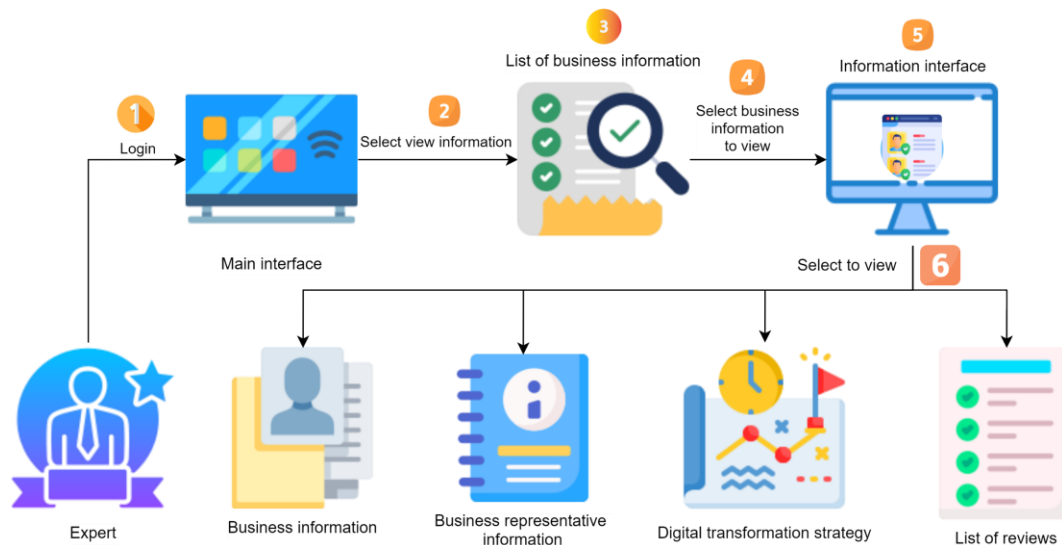 3
List of business information
5
Information interface
1
Login
2
Select view information
4
Select business
information
to view
Main interface
Select to view
6
Expert
Business information
Business representative
information
Digital transformation strategy
List of reviews